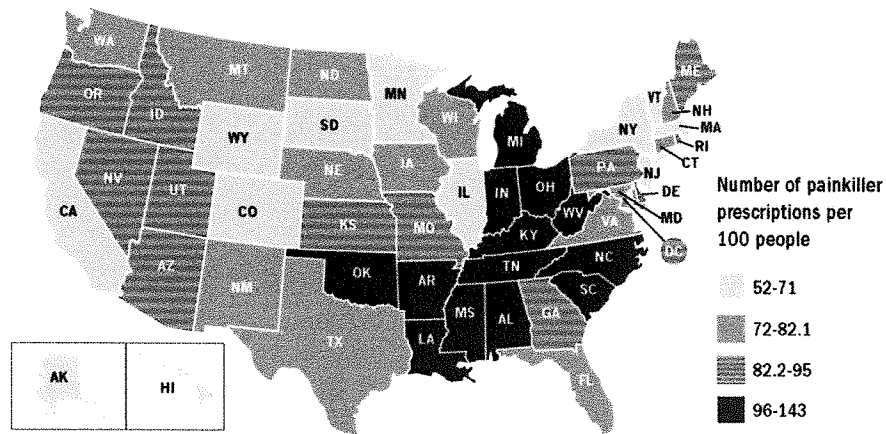 WA
MT
ND
MN
ME
OR
ID
WY
SD
WI
MI
VT
NH
NY
MA
RI
CT
NV
UT
CO
NE
IA
IL
IN
OH
PA
NJ
DE
MD
CA
KS
MO
KY
WV
VA
DC
AZ
NM
OK
AR
TN
NC
SC
TX
LA
MS
AL
GA
FL
AK
HI
Number of painkiller
prescriptions per
100 people
52-71
72-82.1
82.2-95
96-143